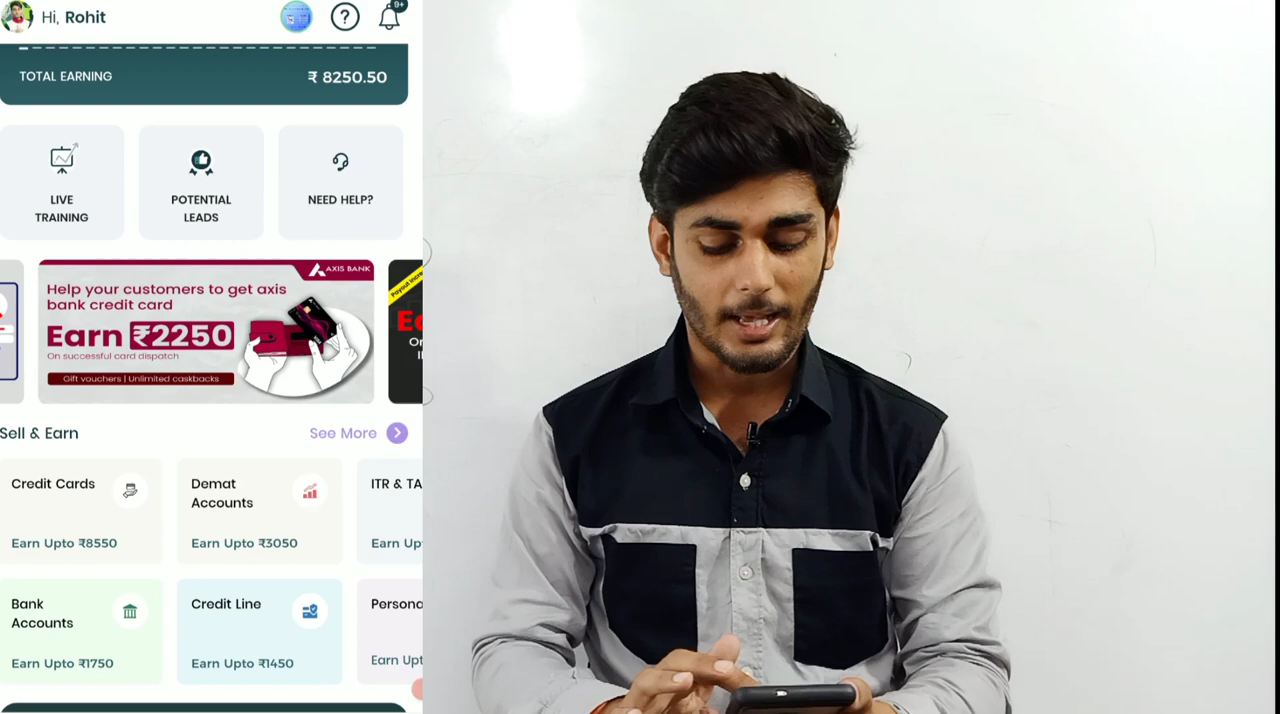 Hi, Rohit
9+
TOTAL EARNING
₹ 8250.50
LIVE
TRAINING
POTENTIAL
LEADS
NEED HELP?
AXIS BANK
Help your customers to get axis
bank credit card
Earn ₹2250
On successful card dispatch
Gift vouchers | Unlimited caskbacks
Payout
Sell & Earn
See More
Credit Cards
Earn Upto ₹8550
Demat
Accounts
Earn Upto ₹3050
ITR & TA
Earn Up
Bank
Accounts
Earn Upto ₹1750
Credit Line
Earn Upto ₹1450
Persona
Earn Upt